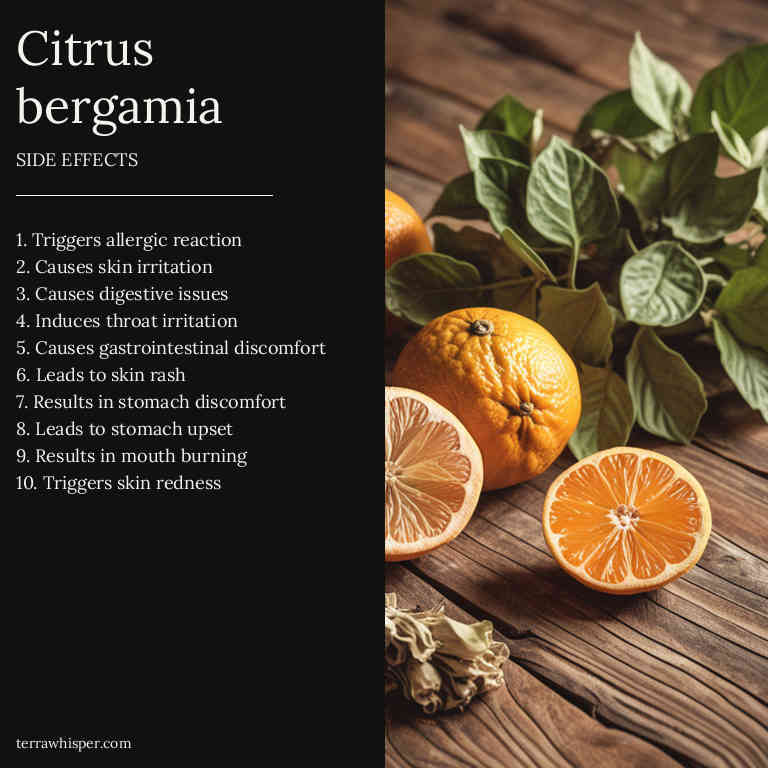 Citrus
bergamia
SIDE EFFECTS
1. Triggers allergic reaction
2. Causes skin irritation
3. Causes digestive issues
4. Induces throat irritation
5. Causes gastrointestinal discomfort
6. Leads to skin rash
7. Results in stomach discomfort
8. Leads to stomach upset
9. Results in mouth burning
10. Triggers skin redness
terrawhisper.com